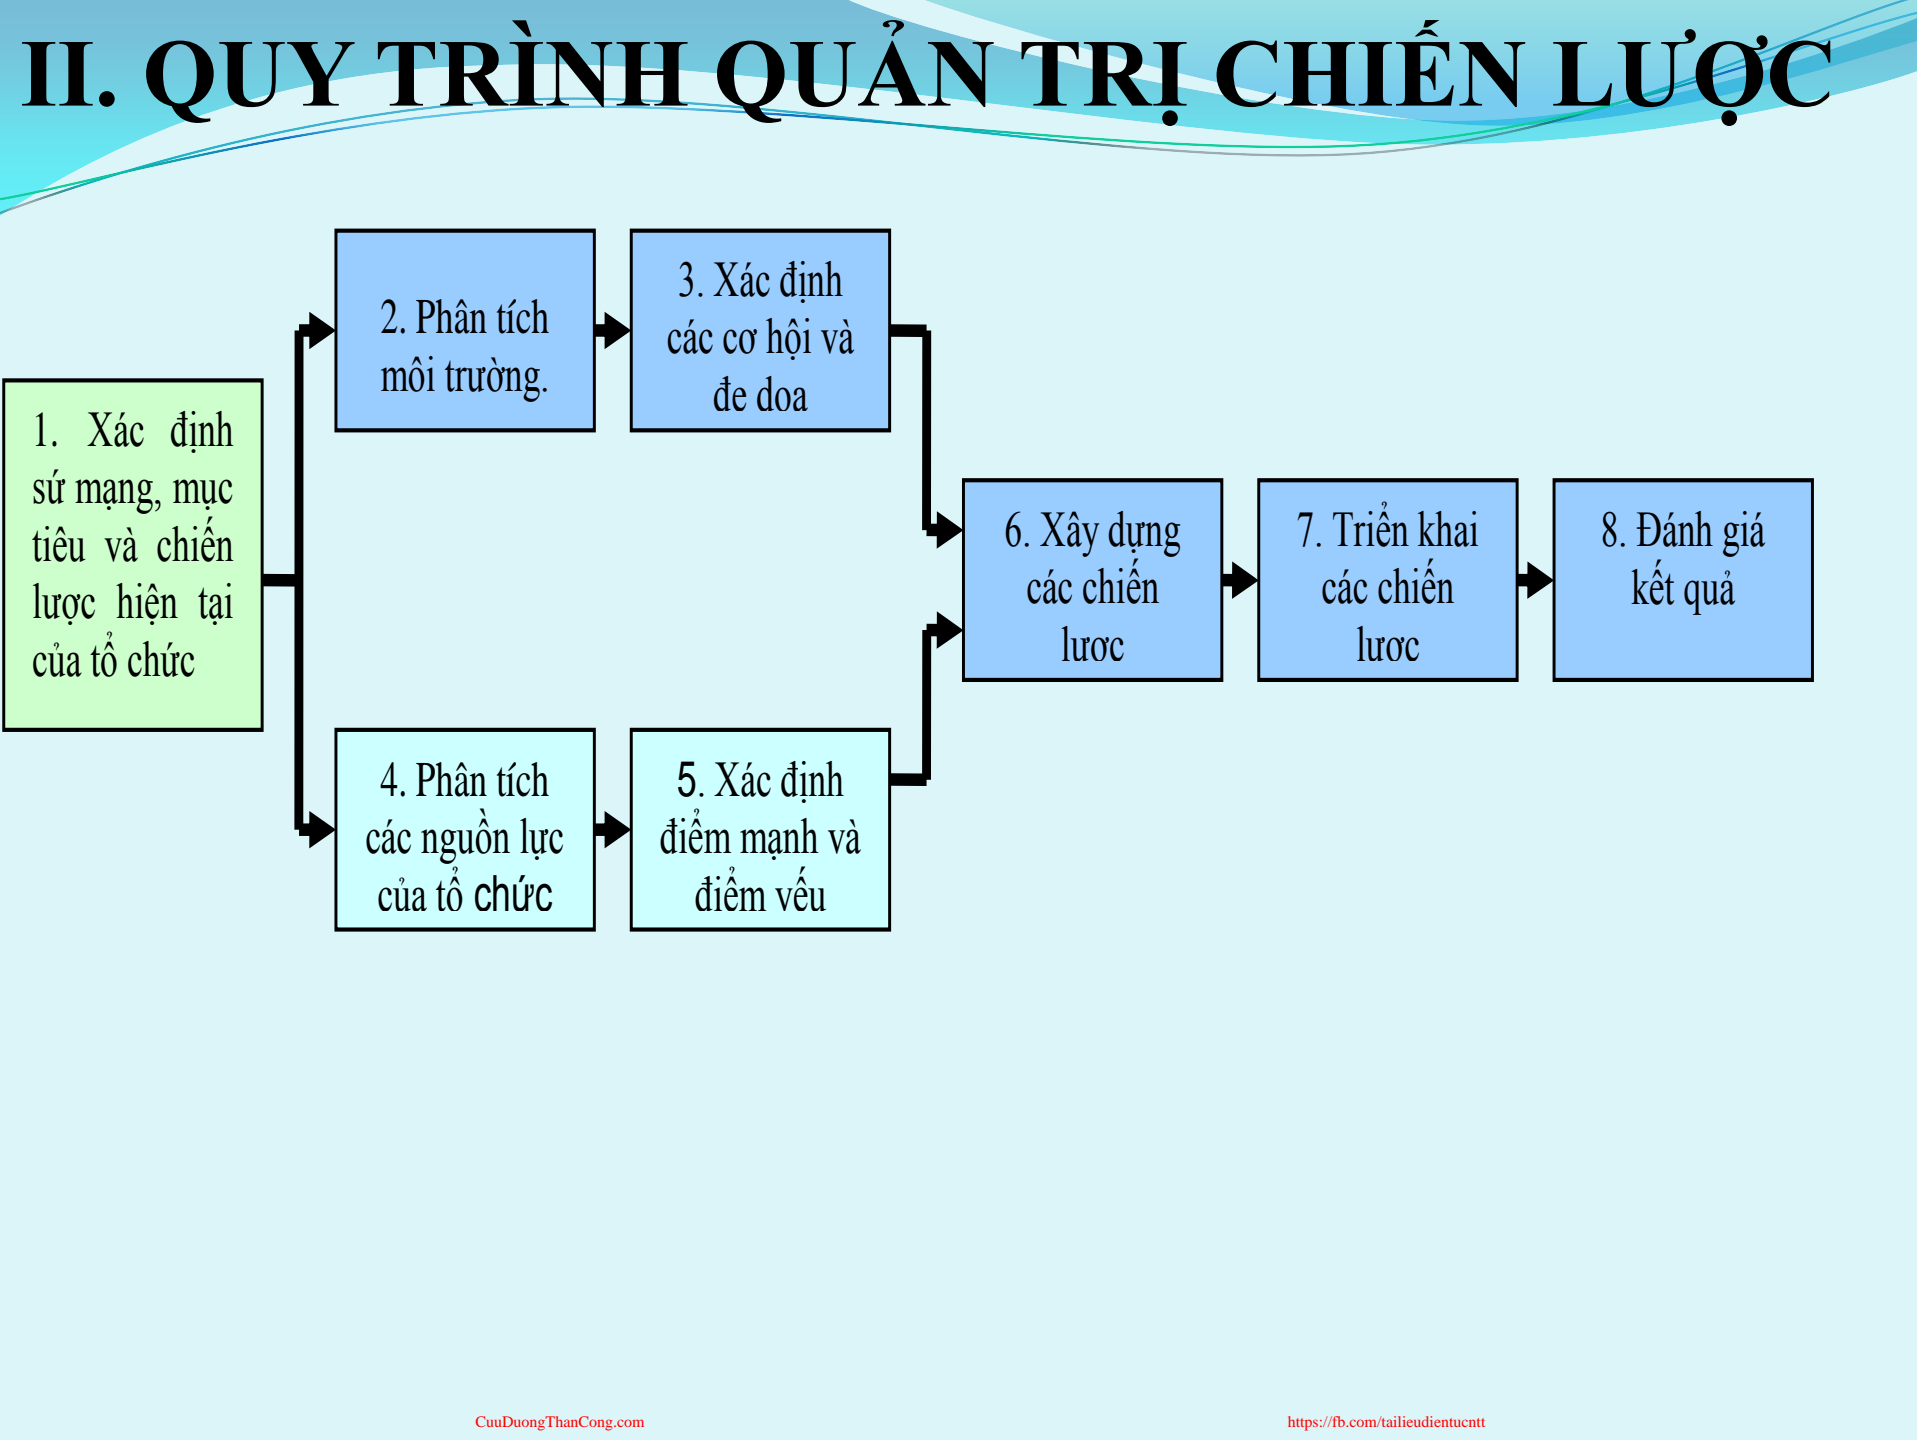 II. QUY TRÌNH QUẢN TRỊ CHIẾN LƯỢC
1. Xác định
sứ mạng, mục
tiêu và chiến
lược hiện tại
của tổ chức
2. Phân tích
môi trường.
3. Xác định
các cơ hội và
đe doạ
4. Phân tích
các nguồn lực
của tổ chức
5. Xác định
điểm mạnh và
điểm yếu
6. Xây dựng
các chiến
lược
7. Triển khai
các chiến
lược
8. Đánh giá
kết quả
CuuDuongThanCong.com
https://fb.com/tailieudientucntt